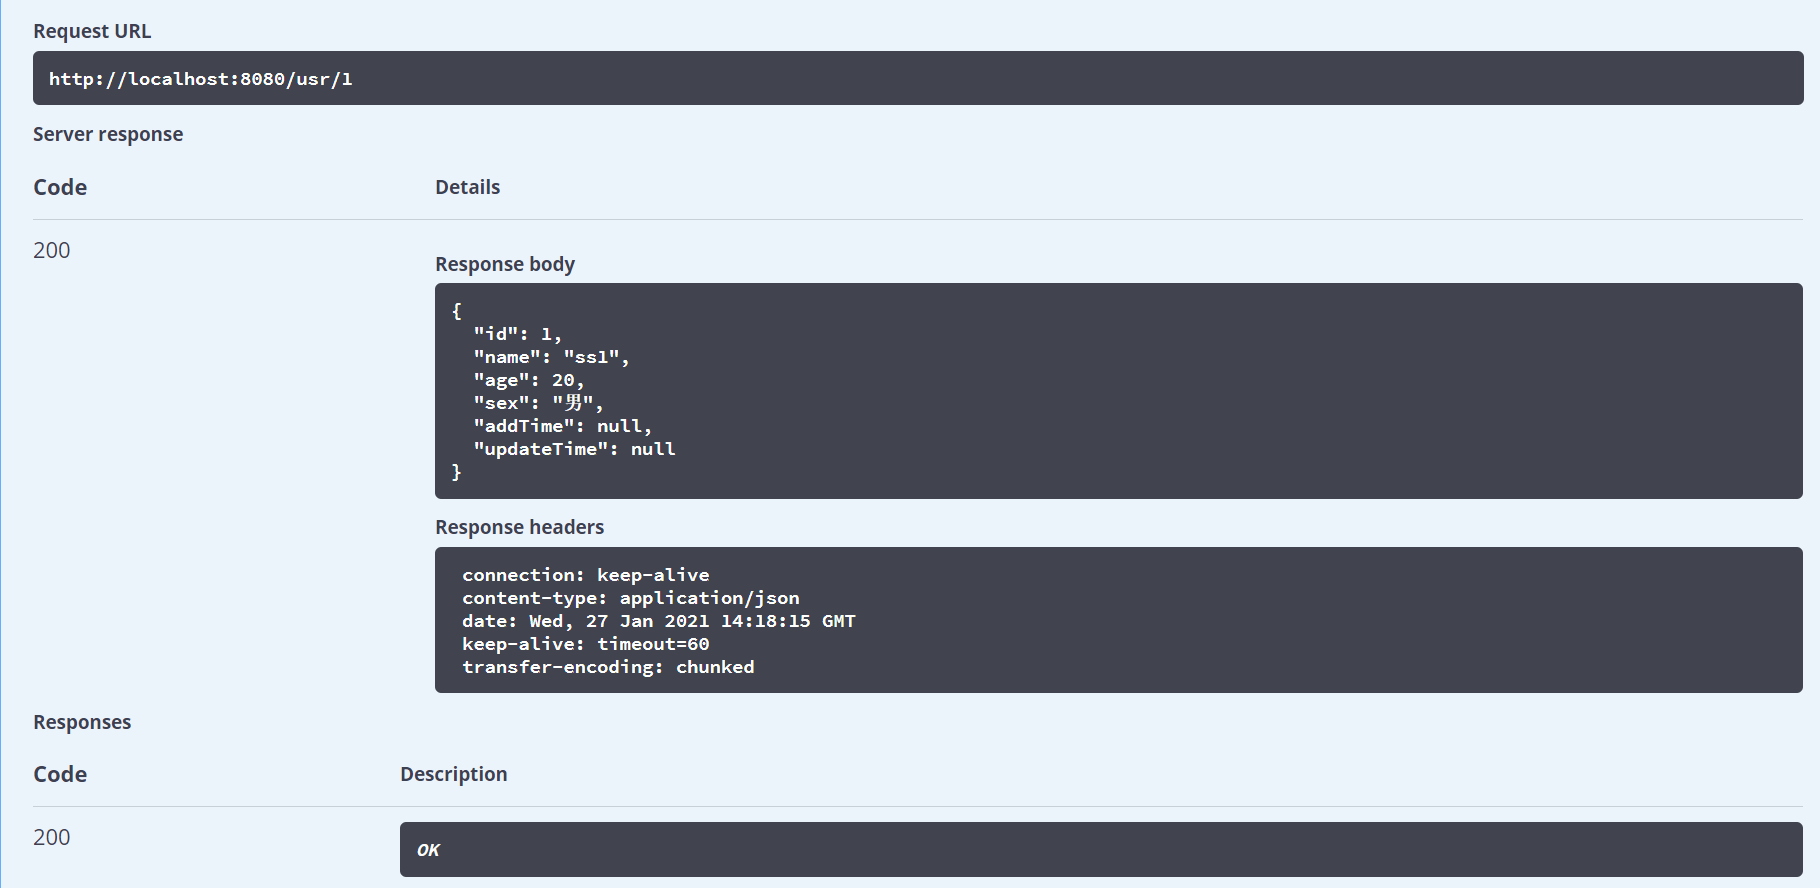 Request URL
http://localhost:8080/usr/1
Server response
Code Details
200
Response body
{
"id": 1,
"name": "ssl",
"age": 20,
"sex": "男",
"addTime": null,
"updateTime": null
}
Response headers
connection: keep-alive
content-type: application/json
date: Wed, 27 Jan 2021 14:18:15 GMT
keep-alive: timeout=60
transfer-encoding: chunked
Responses
Code Description
200
OK